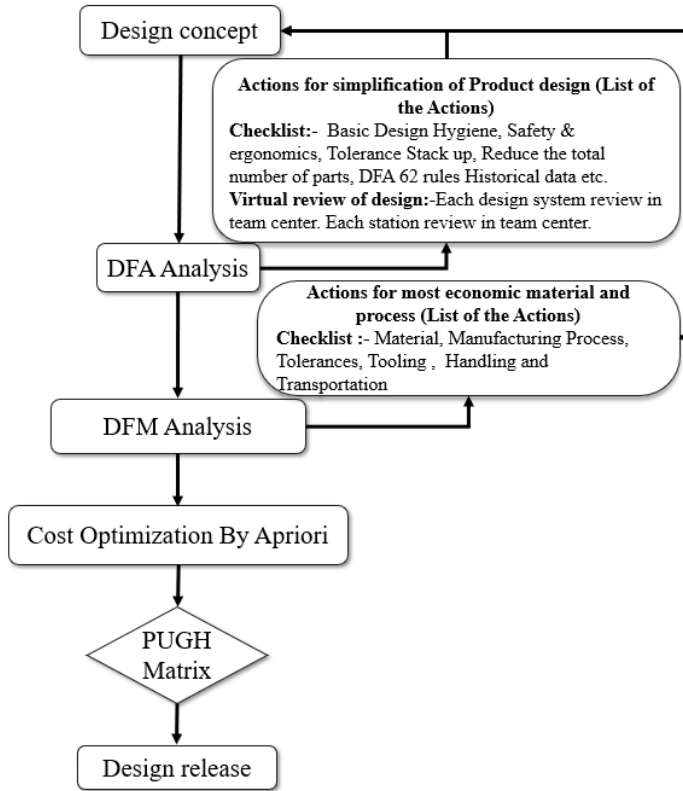 Design concept
Actions for simplification of Product design (List of
the Actions)
Checklist:- Basic Design Hygiene, Safety &
ergonomics, Tolerance Stack up, Reduce the total
number of parts, DFA 62 rules Historical data etc.
Virtual review of design:-Each design system review in
team center. Each station review in team center.
DFA Analysis
Actions for most economic material and
process (List of the Actions)
Checklist :- Material, Manufacturing Process,
Tolerances, Tooling , Handling and
Transportation
DFM Analysis
Cost Optimization By Apriori
PUGH
Matrix
Design release